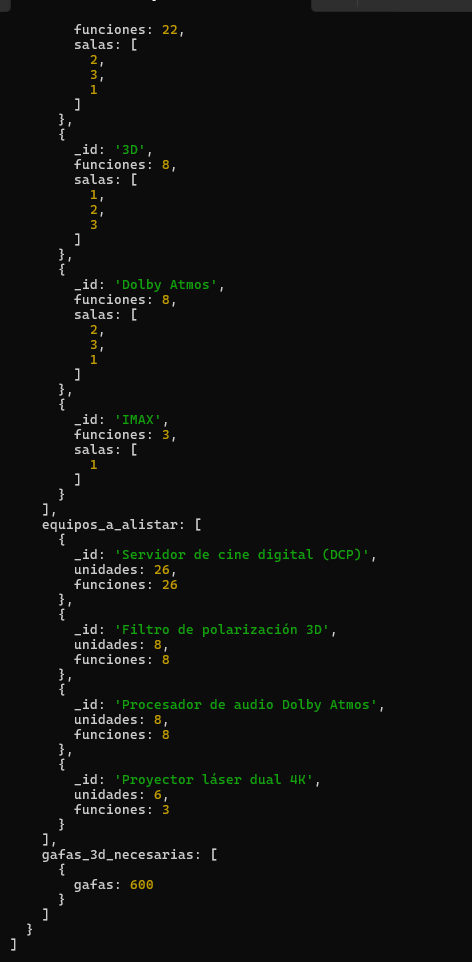 funciones: 22,
salas: [
2,
3,
1
]
},
{
_id: '3D',
funciones: 8,
salas: [
1,
2,
3
]
},
{
_id: 'Dolby Atmos',
funciones: 8,
salas: [
2,
3,
1
]
},
{
_id: 'IMAX',
funciones: 3,
salas: [
1
]
}
],
equipos_a_alistar: [
{
_id: 'Servidor de cine digital (DCP)',
unidades: 26,
funciones: 26
},
{
_id: 'Filtro de polarización 3D',
unidades: 8,
funciones: 8
},
{
_id: 'Procesador de audio Dolby Atmos',
unidades: 8,
funciones: 8
},
{
_id: 'Proyector láser dual 4K',
unidades: 6,
funciones: 3
}
],
gafas_3d_necesarias: [
{
gafas: 600
}
]
}
]